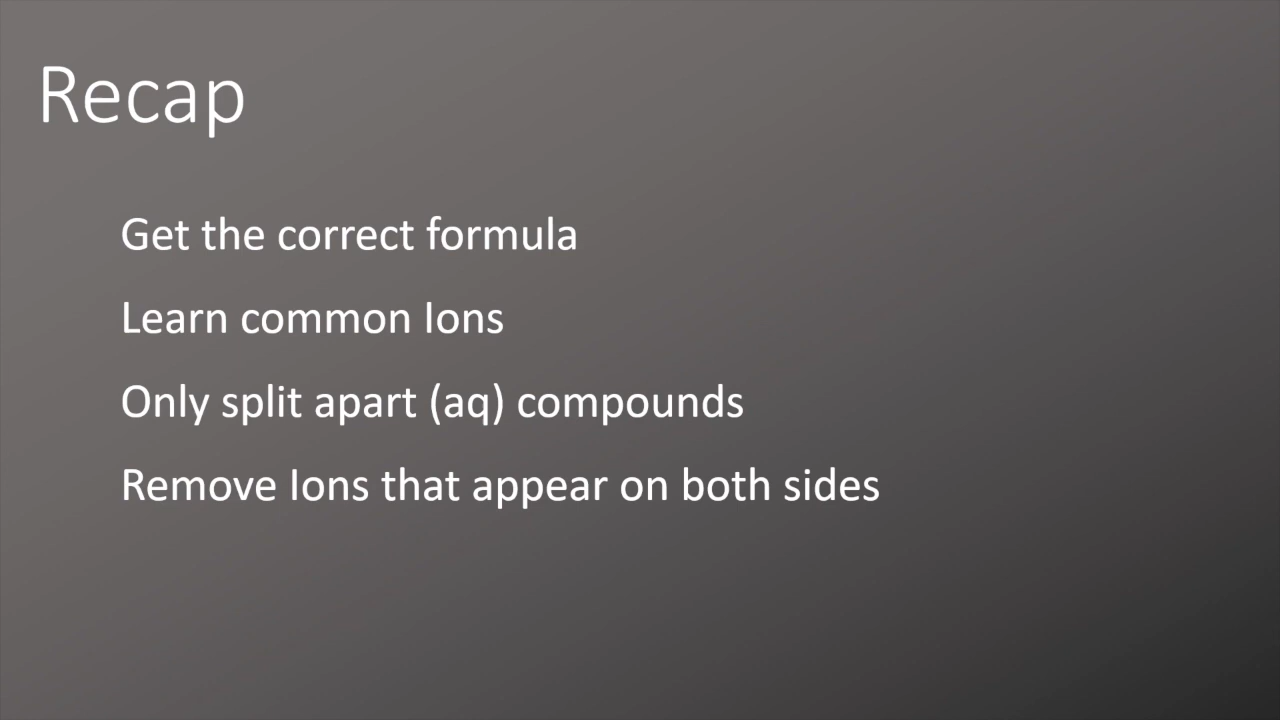 Recap
Get the correct formula
Learn common Ions
Only split apart (aq) compounds
Remove Ions that appear on both sides